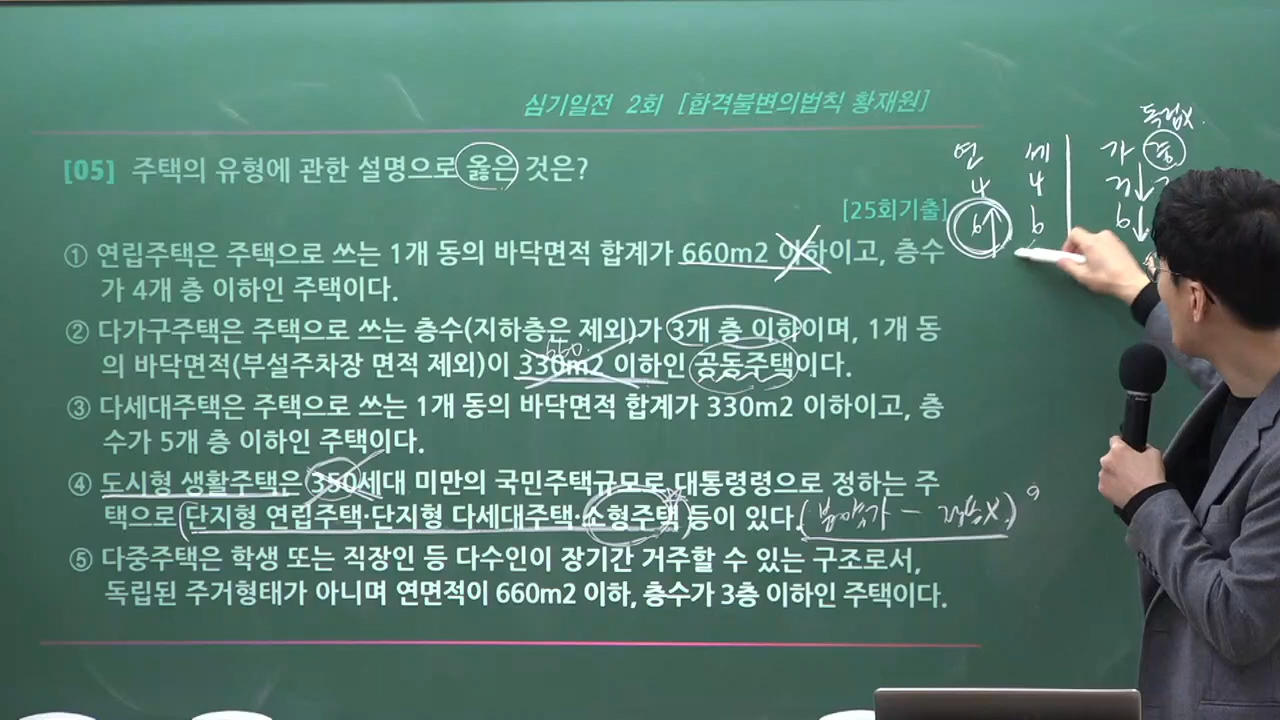 심기일전 2회 [합격불변의법칙 황재원]
[05] 주택의 유형에 관한 설명으로 옳은 것은?
[25회기출]
① 연립주택은 주택으로 쓰는 1개 동의 바닥면적 합계가 660m2 이하이고, 층수
가 4개 층 이하인 주택이다.
② 다가구주택은 주택으로 쓰는 층수(지하층은 제외)가 3개 층 이하이며, 1개 동
660
의 바닥면적(부설주차장 면적 제외)이 330m2 이하인 공동주택이다.
③ 다세대주택은 주택으로 쓰는 1개 동의 바닥면적 합계가 330m2 이하이고, 층
수가 5개 층 이하인 주택이다.
④ 도시형 생활주택은 350세대 미만의 국민주택규모로 대통령령으로 정하는 주
택으로 (단지형 연립주택·단지형 다세대주택·소형주택) 등이 있다. (분양가 - 적용X.)
⑤ 다중주택은 학생 또는 직장인 등 다수인이 장기간 거주할 수 있는 구조로서,
독립된 주거형태가 아니며 연면적이 660m2 이하, 층수가 3층 이하인 주택이다.
독립X.
연 세 가 중
4 4 3↓
6↑ 6 6↓